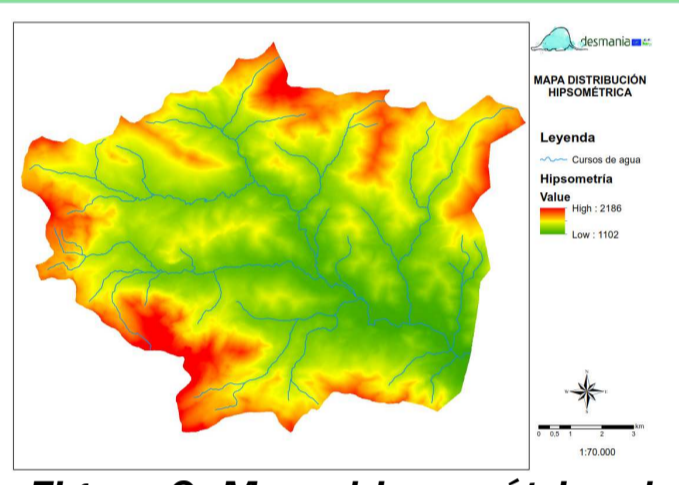 desmania
MAPA DISTRIBUCIÓN
HIPSOMÉTRICA
Leyenda
Cursos de agua
Hipsometría
Value
High : 2186
Low : 1102
km
0 0,5 1 2 3
1:70.000